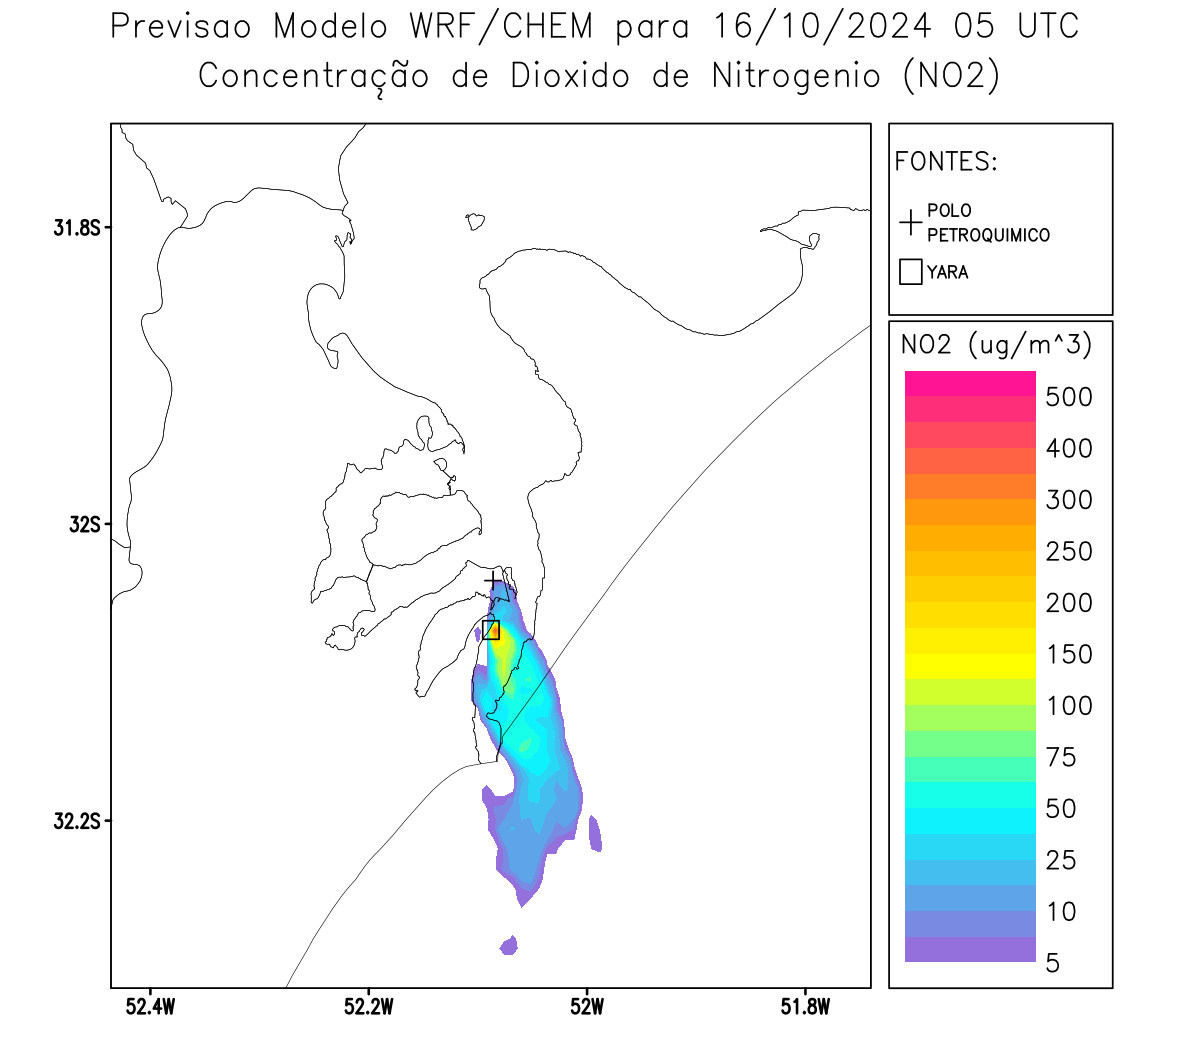 Previsao Modelo WRF/CHEM para 16/10/2024 05 UTC
Concentração de Dioxido de Nitrogenio (NO2)
FONTES:
POLO
PETROQUIMICO
YARA
NO2 (ug/m^3)
500
400
300
250
200
150
100
75
50
25
10
5
31.8S
32S
32.2S
52.4W
52.2W
52W
51.8W